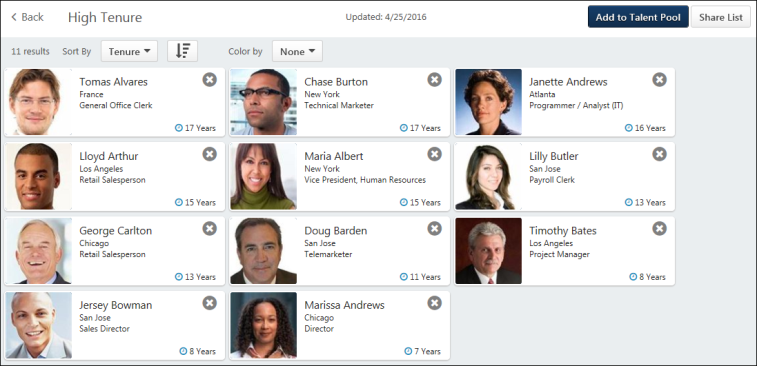 Back
High Tenure
Updated: 4/25/2016
Add to Talent Pool
Share List
11 results
Sort By
Tenure
Color by
None
Tomas Alvares
France
General Office Clerk
17 Years
Chase Burton
New York
Technical Marketer
17 Years
Janette Andrews
Atlanta
Programmer / Analyst (IT)
16 Years
Lloyd Arthur
Los Angeles
Retail Salesperson
15 Years
Maria Albert
New York
Vice President, Human Resources
15 Years
Lilly Butler
San Jose
Payroll Clerk
13 Years
George Carlton
Chicago
Retail Salesperson
13 Years
Doug Barden
San Jose
Telemarketer
11 Years
Timothy Bates
Los Angeles
Project Manager
8 Years
Jersey Bowman
San Jose
Sales Director
8 Years
Marissa Andrews
Chicago
Director
7 Years